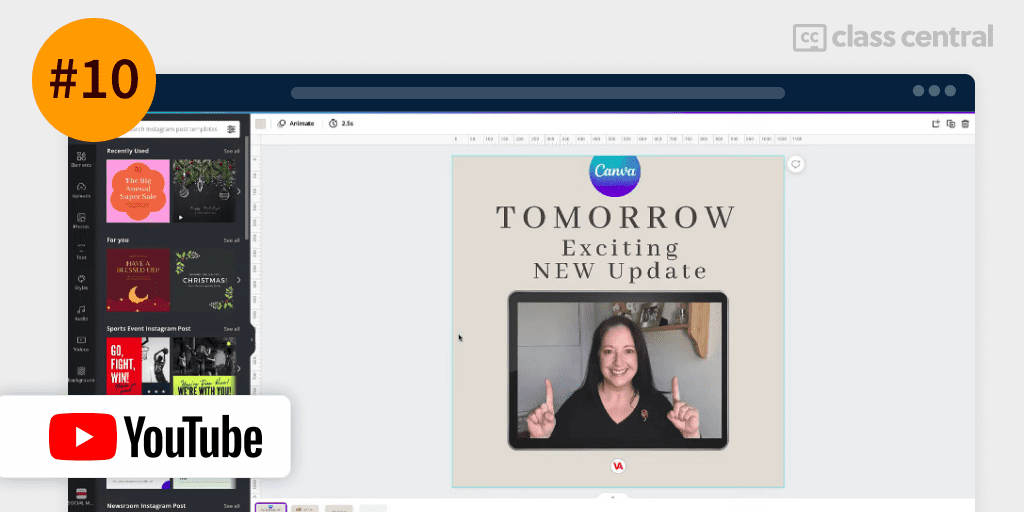 #10
cc class central
Search Instagram post templates
Animate
2.5s
Recently Used
See all
The Big
Annual
Super Sale
For you
See all
HAVE A
BLESSED EID!
CHRISTMAS!
Sports Event Instagram Post
See all
GO,
FIGHT,
WIN!
WE'RE WITH YOU!
Newsroom Instagram Post
See all
Elements
Uploads
Photos
Text
Styles
Audio
Videos
Background
SOCIAL M...
Canva
TOMORROW
Exciting
NEW Update
VA
YouTube